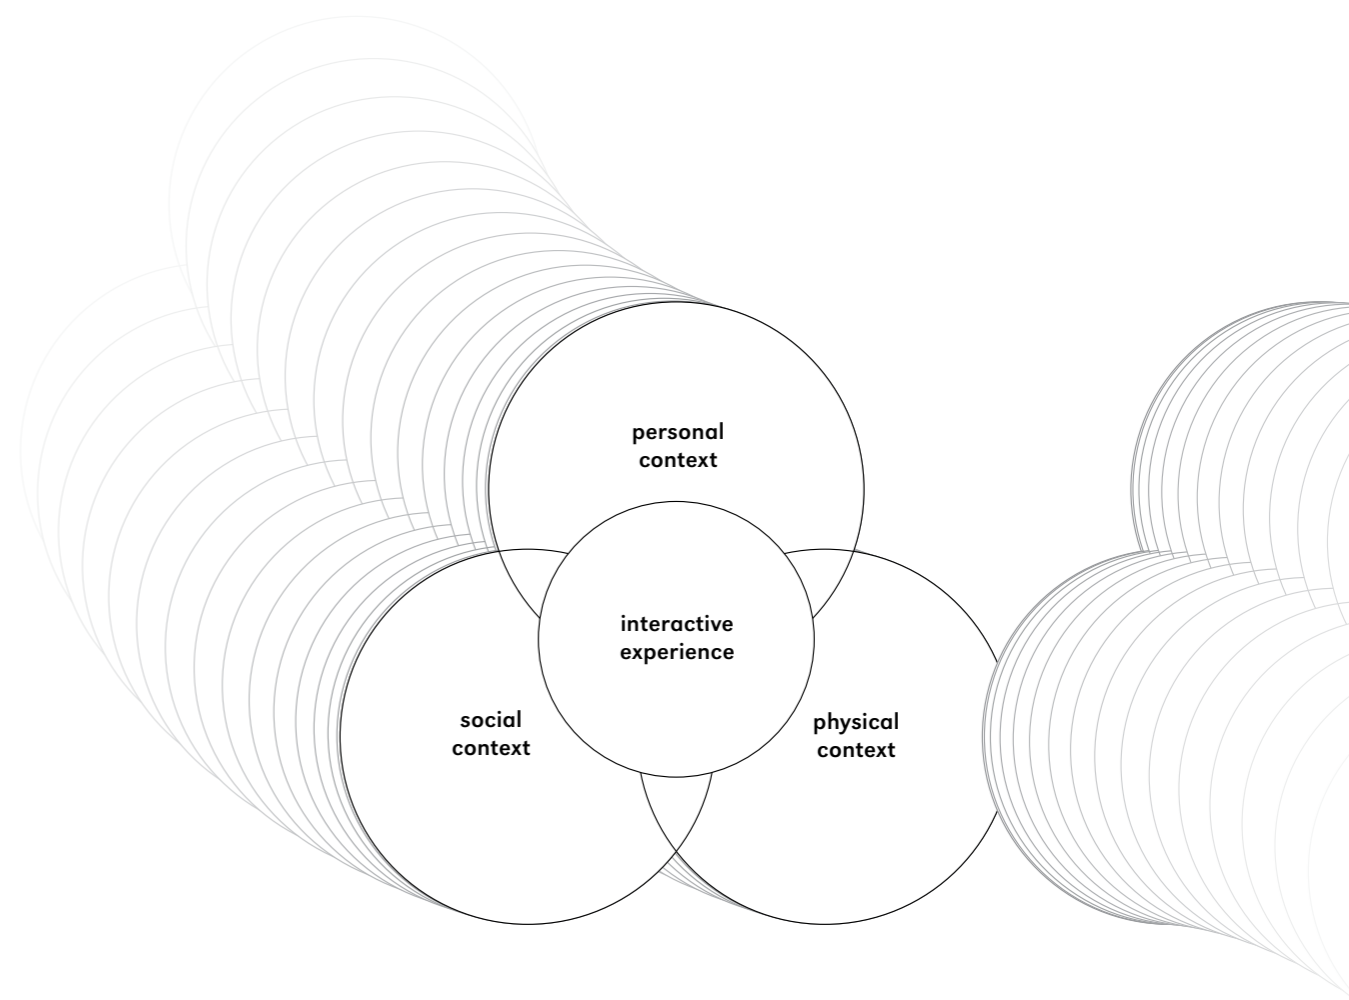 personal
context
interactive
experience
social
context
physical
context